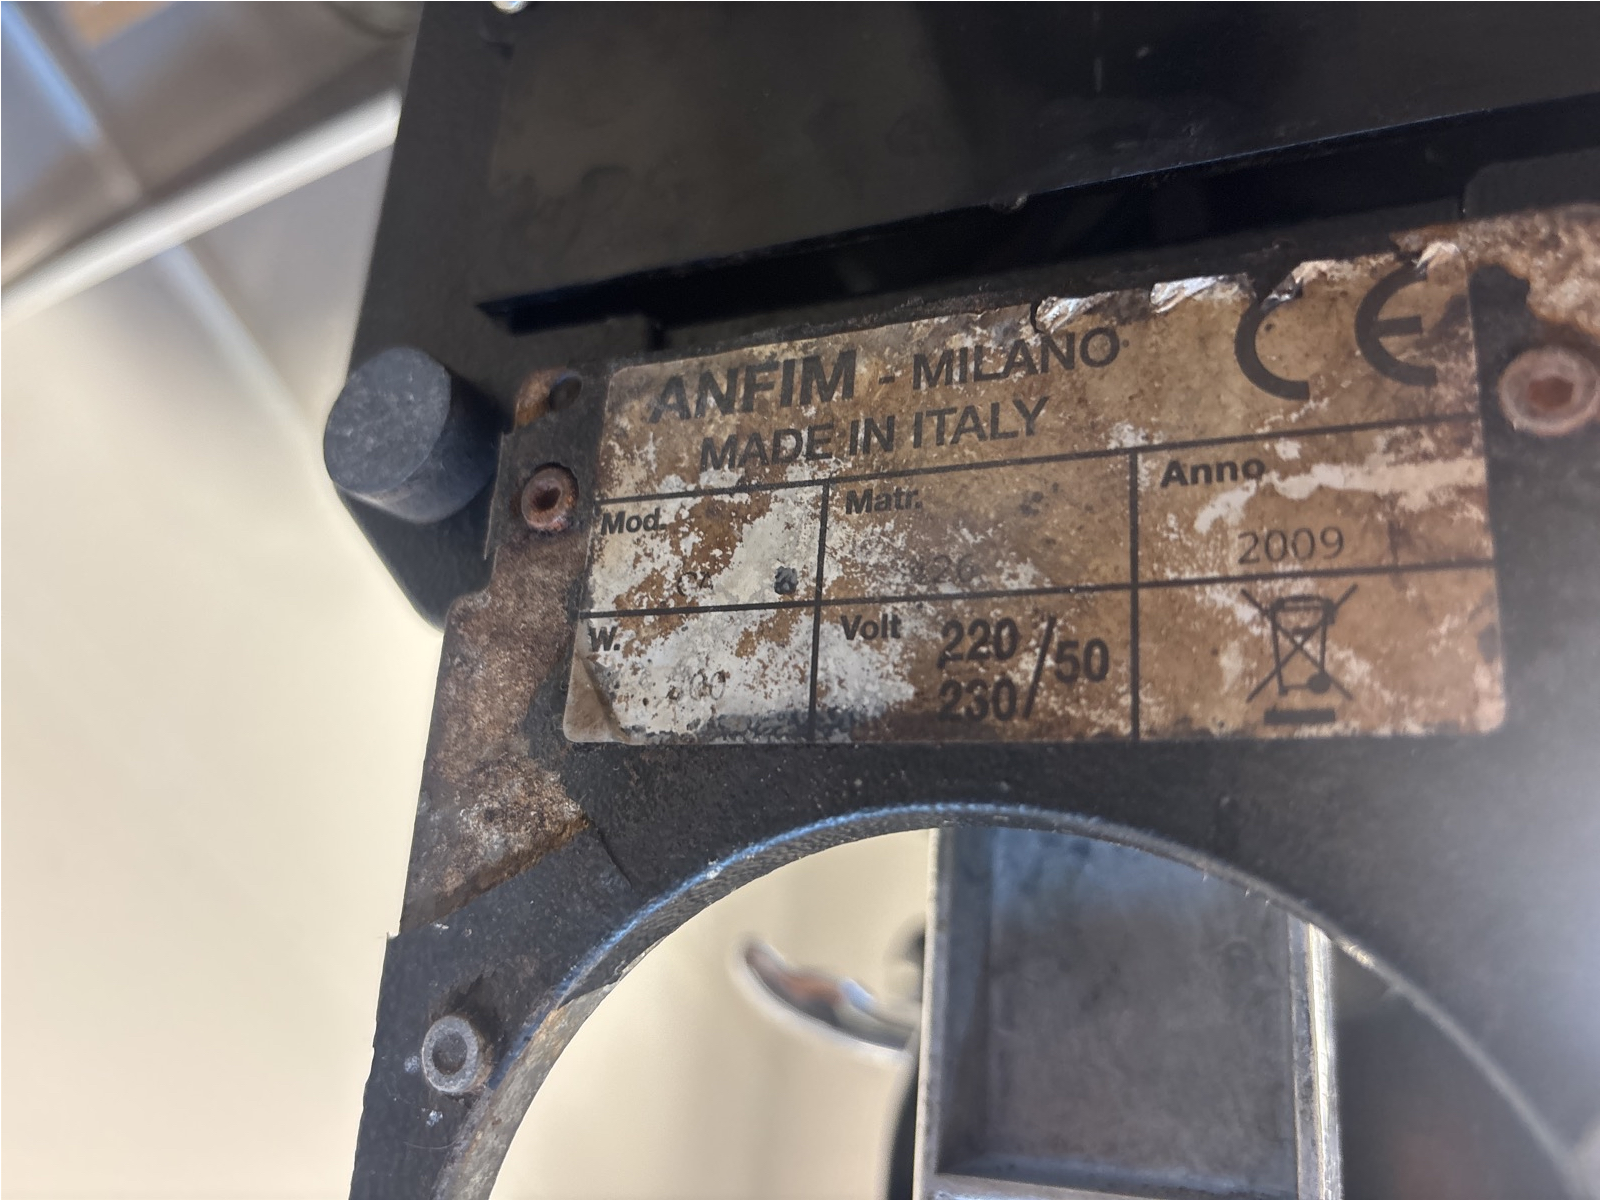 ANFIM - MILANO CE
MADE IN ITALY
Mod. Matr. Anno
2009
W. Volt 220/50
230